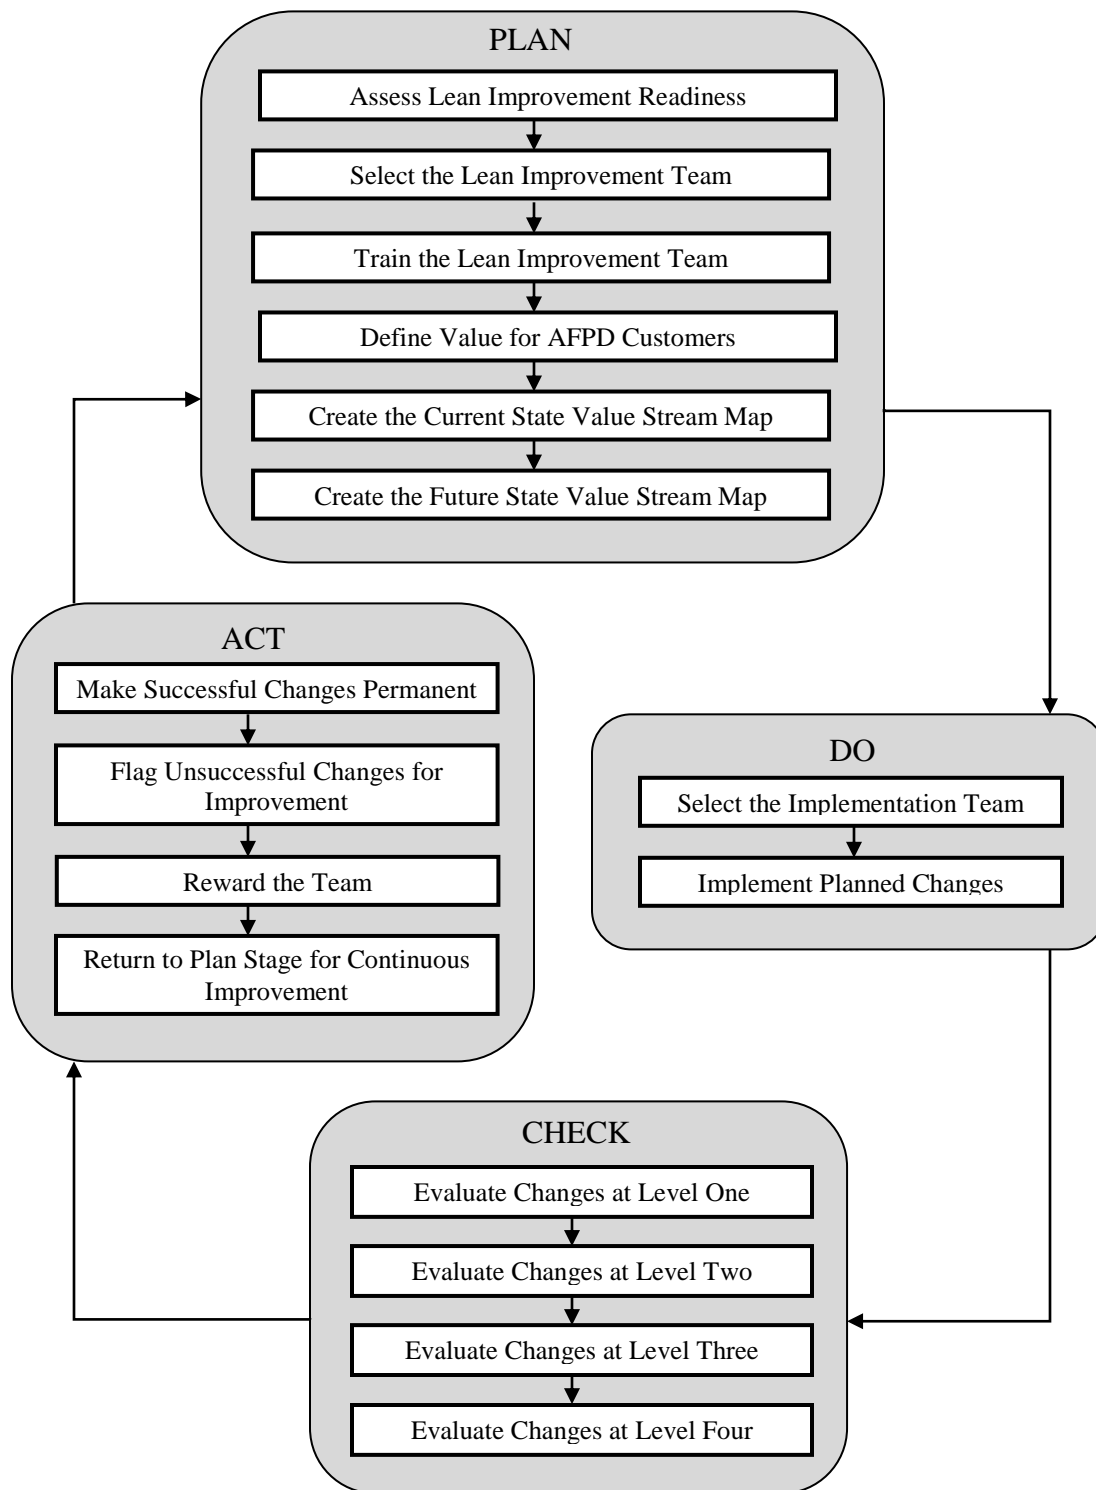 PLAN
Assess Lean Improvement Readiness
Select the Lean Improvement Team
Train the Lean Improvement Team
Define Value for AFPD Customers
Create the Current State Value Stream Map
Create the Future State Value Stream Map
DO
Select the Implementation Team
Implement Planned Changes
CHECK
Evaluate Changes at Level One
Evaluate Changes at Level Two
Evaluate Changes at Level Three
Evaluate Changes at Level Four
ACT
Make Successful Changes Permanent
Flag Unsuccessful Changes for
Improvement
Reward the Team
Return to Plan Stage for Continuous
Improvement